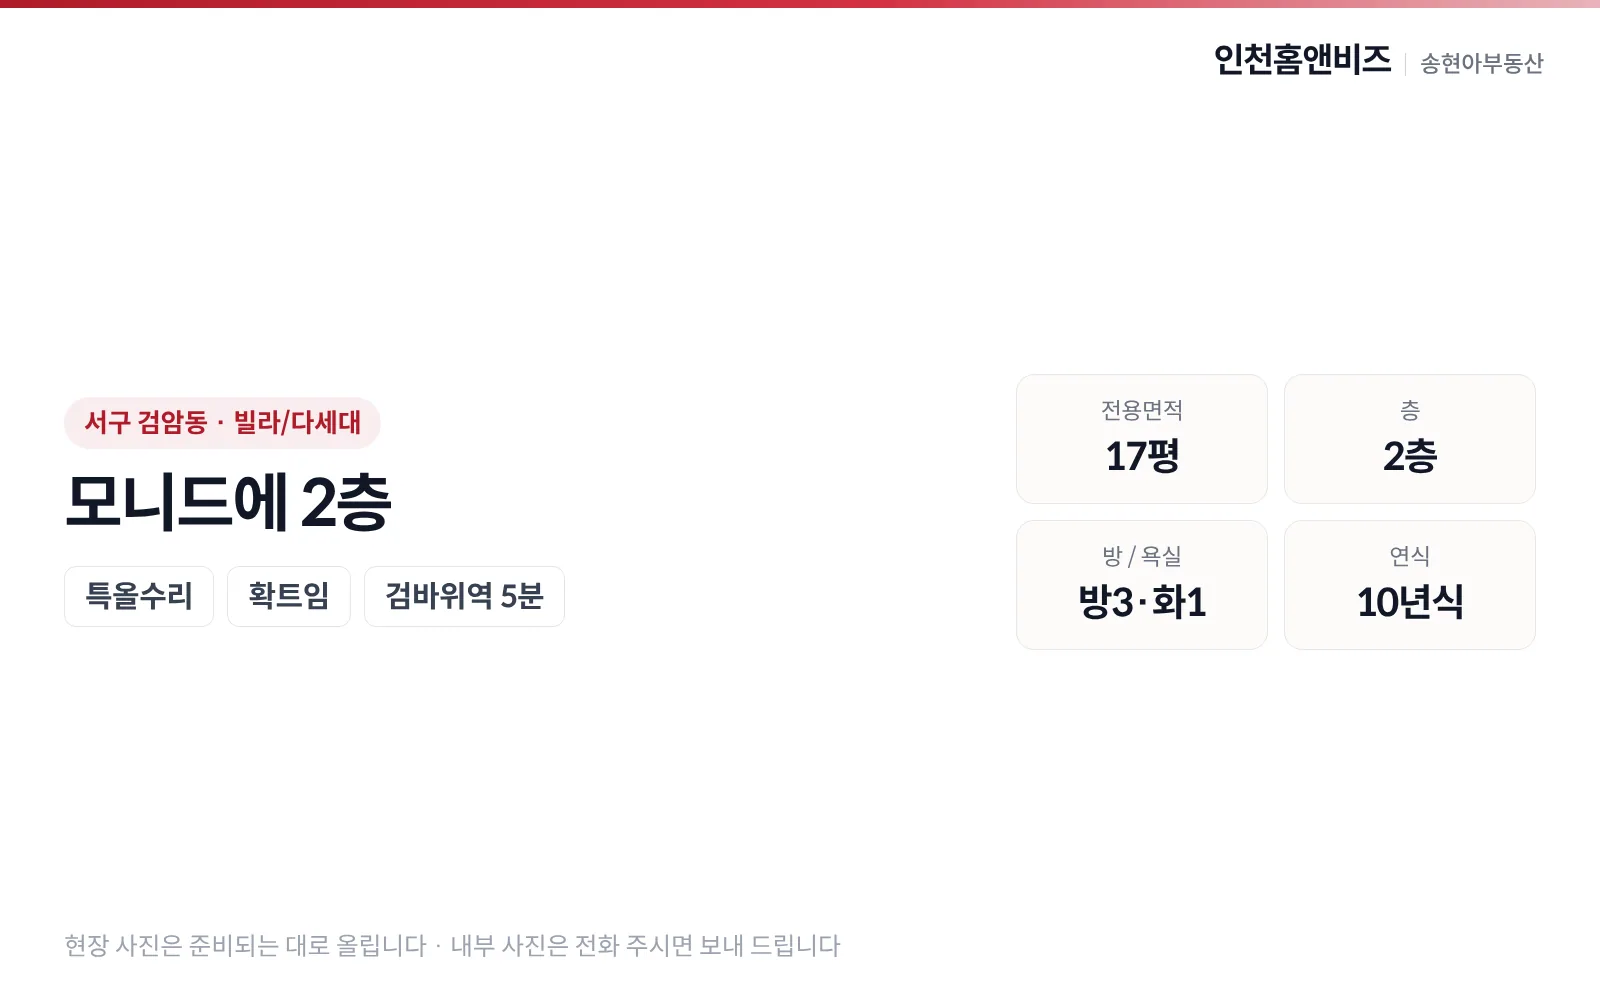 인천홈앤비즈 | 송현아부동산
서구 검암동 · 빌라/다세대
모니드에 2층
특올수리 확트임 검바위역 5분
전용면적
17평
층
2층
방 / 욕실
방3·화1
연식
10년식
현장 사진은 준비되는 대로 올립니다 · 내부 사진은 전화 주시면 보내 드립니다